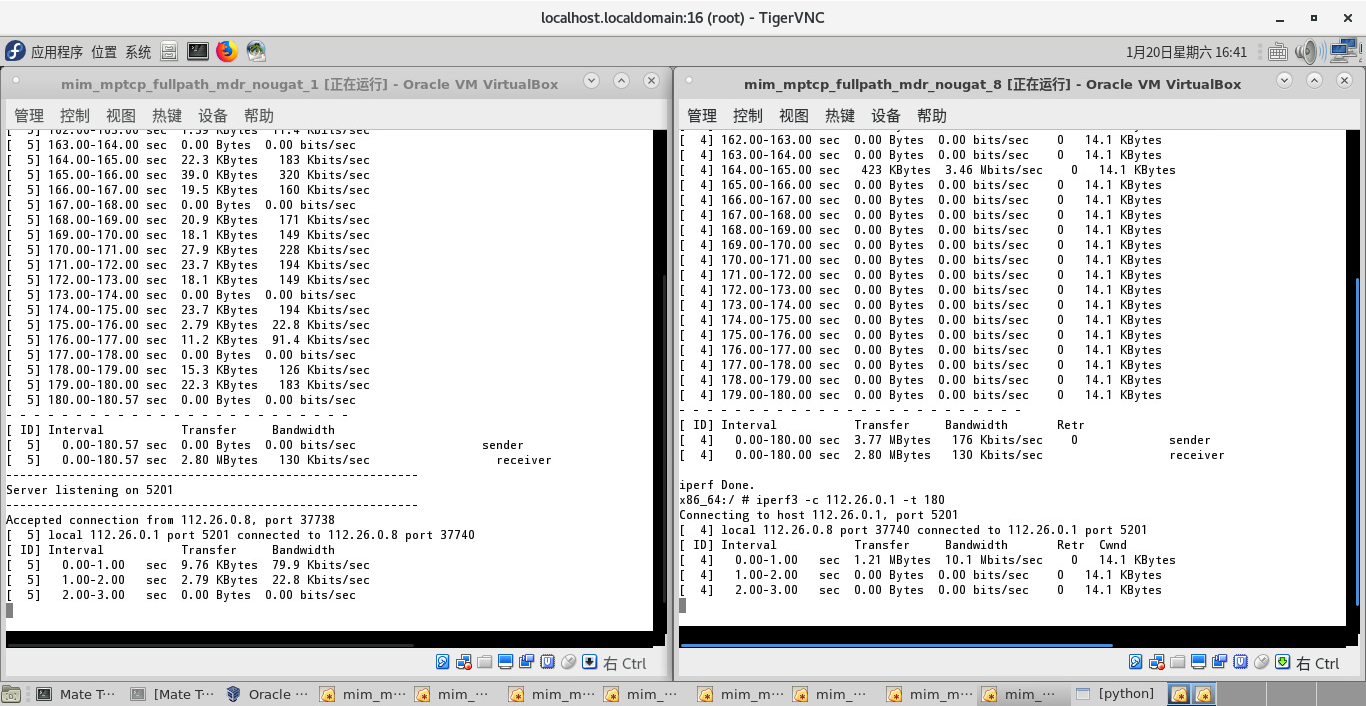 localhost.localdomain:16 (root) - TigerVNC
应用程序 位置 系统
1月20日星期六 16:41
mim_mptcp_fullpath_mdr_nougat_1 [正在运行] - Oracle VM VirtualBox
管理 控制 视图 热键 设备 帮助
[  5] 162.00-163.00 sec  1.39 KBytes  11.4 Kbits/sec
[  5] 163.00-164.00 sec  0.00 Bytes  0.00 bits/sec
[  5] 164.00-165.00 sec  22.3 KBytes   183 Kbits/sec
[  5] 165.00-166.00 sec  39.0 KBytes   320 Kbits/sec
[  5] 166.00-167.00 sec  19.5 KBytes   160 Kbits/sec
[  5] 167.00-168.00 sec  0.00 Bytes  0.00 bits/sec
[  5] 168.00-169.00 sec  20.9 KBytes   171 Kbits/sec
[  5] 169.00-170.00 sec  18.1 KBytes   149 Kbits/sec
[  5] 170.00-171.00 sec  27.9 KBytes   228 Kbits/sec
[  5] 171.00-172.00 sec  23.7 KBytes   194 Kbits/sec
[  5] 172.00-173.00 sec  18.1 KBytes   149 Kbits/sec
[  5] 173.00-174.00 sec  0.00 Bytes  0.00 bits/sec
[  5] 174.00-175.00 sec  23.7 KBytes   194 Kbits/sec
[  5] 175.00-176.00 sec  2.79 KBytes  22.8 Kbits/sec
[  5] 176.00-177.00 sec  11.2 KBytes  91.4 Kbits/sec
[  5] 177.00-178.00 sec  0.00 Bytes  0.00 bits/sec
[  5] 178.00-179.00 sec  15.3 KBytes   126 Kbits/sec
[  5] 179.00-180.00 sec  22.3 KBytes   183 Kbits/sec
[  5] 180.00-180.57 sec  0.00 Bytes  0.00 bits/sec
- - - - - - - - - - - - - - - - - - - - - - - - -
[ ID] Interval           Transfer     Bandwidth
[  5]   0.00-180.57 sec  0.00 Bytes  0.00 bits/sec                  sender
[  5]   0.00-180.57 sec  2.80 MBytes   130 Kbits/sec                  receiver
-----------------------------------------------------------
Server listening on 5201
-----------------------------------------------------------
Accepted connection from 112.26.0.8, port 37738
[  5] local 112.26.0.1 port 5201 connected to 112.26.0.8 port 37740
[ ID] Interval           Transfer     Bandwidth
[  5]   0.00-1.00   sec  9.76 KBytes  79.9 Kbits/sec
[  5]   1.00-2.00   sec  2.79 KBytes  22.8 Kbits/sec
[  5]   2.00-3.00   sec  0.00 Bytes  0.00 bits/sec
右 Ctrl
mim_mptcp_fullpath_mdr_nougat_8 [正在运行] - Oracle VM VirtualBox
管理 控制 视图 热键 设备 帮助
[  4] 162.00-163.00 sec  0.00 Bytes  0.00 bits/sec    0   14.1 KBytes
[  4] 163.00-164.00 sec  0.00 Bytes  0.00 bits/sec    0   14.1 KBytes
[  4] 164.00-165.00 sec   423 KBytes  3.46 Mbits/sec    0   14.1 KBytes
[  4] 165.00-166.00 sec  0.00 Bytes  0.00 bits/sec    0   14.1 KBytes
[  4] 166.00-167.00 sec  0.00 Bytes  0.00 bits/sec    0   14.1 KBytes
[  4] 167.00-168.00 sec  0.00 Bytes  0.00 bits/sec    0   14.1 KBytes
[  4] 168.00-169.00 sec  0.00 Bytes  0.00 bits/sec    0   14.1 KBytes
[  4] 169.00-170.00 sec  0.00 Bytes  0.00 bits/sec    0   14.1 KBytes
[  4] 170.00-171.00 sec  0.00 Bytes  0.00 bits/sec    0   14.1 KBytes
[  4] 171.00-172.00 sec  0.00 Bytes  0.00 bits/sec    0   14.1 KBytes
[  4] 172.00-173.00 sec  0.00 Bytes  0.00 bits/sec    0   14.1 KBytes
[  4] 173.00-174.00 sec  0.00 Bytes  0.00 bits/sec    0   14.1 KBytes
[  4] 174.00-175.00 sec  0.00 Bytes  0.00 bits/sec    0   14.1 KBytes
[  4] 175.00-176.00 sec  0.00 Bytes  0.00 bits/sec    0   14.1 KBytes
[  4] 176.00-177.00 sec  0.00 Bytes  0.00 bits/sec    0   14.1 KBytes
[  4] 177.00-178.00 sec  0.00 Bytes  0.00 bits/sec    0   14.1 KBytes
[  4] 178.00-179.00 sec  0.00 Bytes  0.00 bits/sec    0   14.1 KBytes
[  4] 179.00-180.00 sec  0.00 Bytes  0.00 bits/sec    0   14.1 KBytes
- - - - - - - - - - - - - - - - - - - - - - - - -
[ ID] Interval           Transfer     Bandwidth       Retr
[  4]   0.00-180.00 sec  3.77 MBytes   176 Kbits/sec    0             sender
[  4]   0.00-180.00 sec  2.80 MBytes   130 Kbits/sec                  receiver
iperf Done.
x86_64:/ # iperf3 -c 112.26.0.1 -t 180
Connecting to host 112.26.0.1, port 5201
[  4] local 112.26.0.8 port 37740 connected to 112.26.0.1 port 5201
[ ID] Interval           Transfer     Bandwidth       Retr  Cwnd
[  4]   0.00-1.00   sec  1.21 MBytes  10.1 Mbits/sec    0   14.1 KBytes
[  4]   1.00-2.00   sec  0.00 Bytes  0.00 bits/sec    0   14.1 KBytes
[  4]   2.00-3.00   sec  0.00 Bytes  0.00 bits/sec    0   14.1 KBytes
右 Ctrl
Mate T⋯ [Mate T⋯ Oracle ⋯ mim_m⋯ mim_⋯ mim_m⋯ mim_⋯ mim_m⋯ mim_⋯ mim_m⋯ mim_⋯ [python]